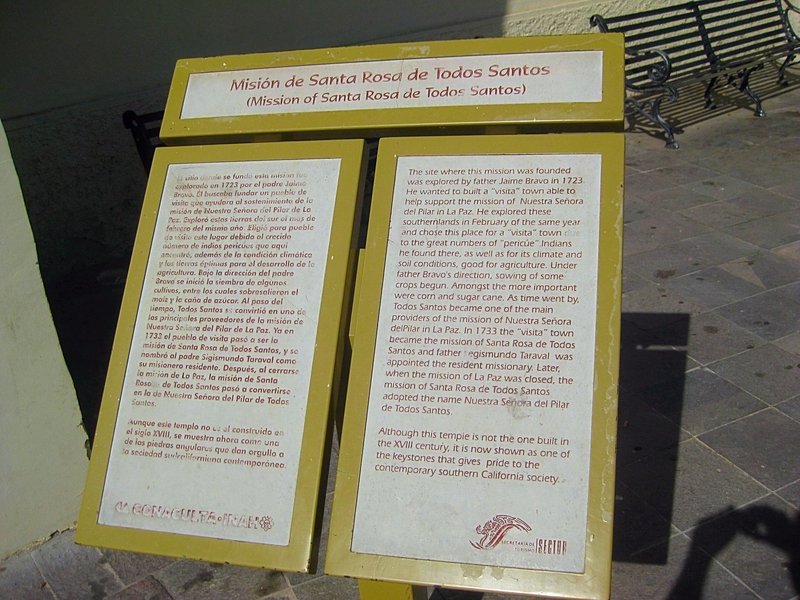 Misión de Santa Rosa de Todos Santos
(Mission of Santa Rosa de Todos Santos)
El sitio donde se funda esta misión fue
explorado en 1723 por el padre Jaime
Bravo. Él buscaba fundar un pueblo de
visita que ayudara al sostenimiento de la
misión de Nuestra Señora del Pilar de La
Paz. Exploró estas tierras del sur el mes de
febrero del mismo año. Eligió para pueblo
de visita este lugar debido al crecido
número de indios pericúes que aquí
encontró, además de la condición climática
y las tierras óptimas para el desarrollo de la
agricultura. Bajo la dirección del padre
Bravo se inició la siembra de algunos
cultivos, entre los cuales sobresalieron el
maíz y la caña de azúcar. Al paso del
tiempo, Todos Santos se convirtió en uno de
los principales proveedores de la misión de
Nuestra Señora del Pilar de La Paz. Ya en
1733 el pueblo de visita pasó a ser la
misión de Santa Rosa de Todos Santos, y se
nombró al padre Sigismundo Taraval como
su misionero residente. Después, al cerrarse
la misión de La Paz, la misión de Santa
Rosa de Todos Santos pasó a convertirse
en la de Nuestra Señora del Pilar de Todos
Santos.
Aunque este templo no es el construido en
el siglo XVIII, se muestra ahora como una
de las piedras angulares que dan orgullo a
la sociedad sudcaliforniana contemporánea.
CONACULTA·INAH
The site where this mission was founded
was explored by father Jaime Bravo in 1723.
He wanted to built a "visita" town able to
help support the mission of Nuestra Señora
del Pilar in La Paz. He explored these
southernlands in February of the same year
and chose this place for a "visita" town due
to the great numbers of "pericúe" Indians
he found there, as well as for its climate and
soil conditions, good for agriculture. Under
father Bravo's direction, sowing of some
crops begun. Amongst the more important
were corn and sugar cane. As time went by,
Todos Santos became one of the main
providers of the mission of Nuestra Señora
delPilar in La Paz. In 1733 the "visita" town
became the mission of Santa Rosa de Todos
Santos and father segismundo Taraval was
appointed the resident missionary. Later,
when the mission of La Paz was closed, the
mission of Santa Rosa de Todos Santos
adopted the name Nuestra Señora del Pilar
de Todos Santos.
Although this temple is not the one built in
the XVIII century, it is now shown as one of
the keystones that gives pride to the
contemporary southern California society.
SECRETARÍA DE
TURISMO SECTUR